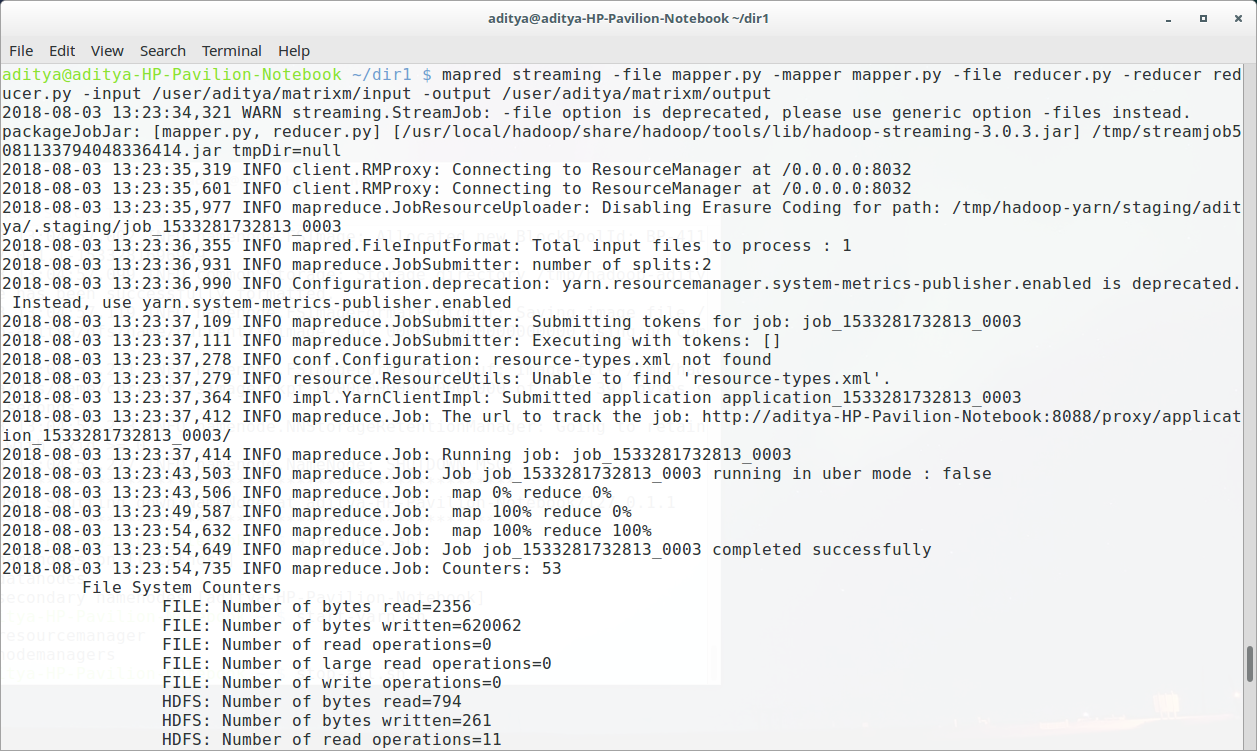 aditya@aditya-HP-Pavilion-Notebook ~/dir1
File Edit View Search Terminal Help
aditya@aditya-HP-Pavilion-Notebook ~/dir1 $ mapred streaming -file mapper.py -mapper mapper.py -file reducer.py -reducer red
ucer.py -input /user/aditya/matrixm/input -output /user/aditya/matrixm/output
2018-08-03 13:23:34,321 WARN streaming.StreamJob: -file option is deprecated, please use generic option -files instead.
packageJobJar: [mapper.py, reducer.py] [/usr/local/hadoop/share/hadoop/tools/lib/hadoop-streaming-3.0.3.jar] /tmp/streamjob5
081133794048336414.jar tmpDir=null
2018-08-03 13:23:35,319 INFO client.RMProxy: Connecting to ResourceManager at /0.0.0.0:8032
2018-08-03 13:23:35,601 INFO client.RMProxy: Connecting to ResourceManager at /0.0.0.0:8032
2018-08-03 13:23:35,977 INFO mapreduce.JobResourceUploader: Disabling Erasure Coding for path: /tmp/hadoop-yarn/staging/adit
ya/.staging/job_1533281732813_0003
2018-08-03 13:23:36,355 INFO mapred.FileInputFormat: Total input files to process : 1
2018-08-03 13:23:36,931 INFO mapreduce.JobSubmitter: number of splits:2
2018-08-03 13:23:36,990 INFO Configuration.deprecation: yarn.resourcemanager.system-metrics-publisher.enabled is deprecated.
 Instead, use yarn.system-metrics-publisher.enabled
2018-08-03 13:23:37,109 INFO mapreduce.JobSubmitter: Submitting tokens for job: job_1533281732813_0003
2018-08-03 13:23:37,111 INFO mapreduce.JobSubmitter: Executing with tokens: []
2018-08-03 13:23:37,278 INFO conf.Configuration: resource-types.xml not found
2018-08-03 13:23:37,279 INFO resource.ResourceUtils: Unable to find 'resource-types.xml'.
2018-08-03 13:23:37,364 INFO impl.YarnClientImpl: Submitted application application_1533281732813_0003
2018-08-03 13:23:37,412 INFO mapreduce.Job: The url to track the job: http://aditya-HP-Pavilion-Notebook:8088/proxy/applicat
ion_1533281732813_0003/
2018-08-03 13:23:37,414 INFO mapreduce.Job: Running job: job_1533281732813_0003
2018-08-03 13:23:43,503 INFO mapreduce.Job: Job job_1533281732813_0003 running in uber mode : false
2018-08-03 13:23:43,506 INFO mapreduce.Job:  map 0% reduce 0%
2018-08-03 13:23:49,587 INFO mapreduce.Job:  map 100% reduce 0%
2018-08-03 13:23:54,632 INFO mapreduce.Job:  map 100% reduce 100%
2018-08-03 13:23:54,649 INFO mapreduce.Job: Job job_1533281732813_0003 completed successfully
2018-08-03 13:23:54,735 INFO mapreduce.Job: Counters: 53
        File System Counters
                FILE: Number of bytes read=2356
                FILE: Number of bytes written=620062
                FILE: Number of read operations=0
                FILE: Number of large read operations=0
                FILE: Number of write operations=0
                HDFS: Number of bytes read=794
                HDFS: Number of bytes written=261
                HDFS: Number of read operations=11